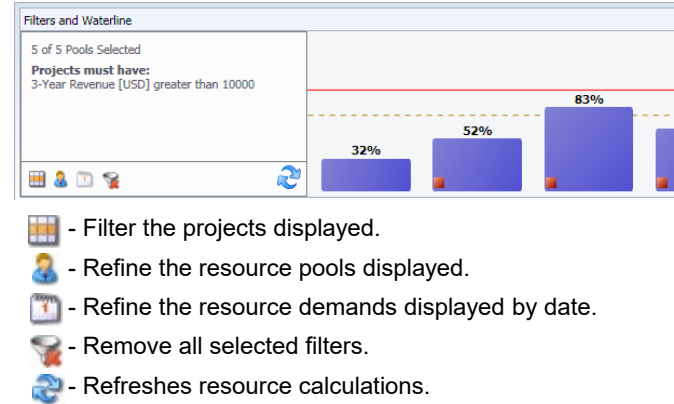 Filters and Waterline
5 of 5 Pools Selected
Projects must have:
3-Year Revenue [USD] greater than 10000
32%
52%
83%
- Filter the projects displayed.
- Refine the resource pools displayed.
- Refine the resource demands displayed by date.
- Remove all selected filters.
- Refreshes resource calculations.